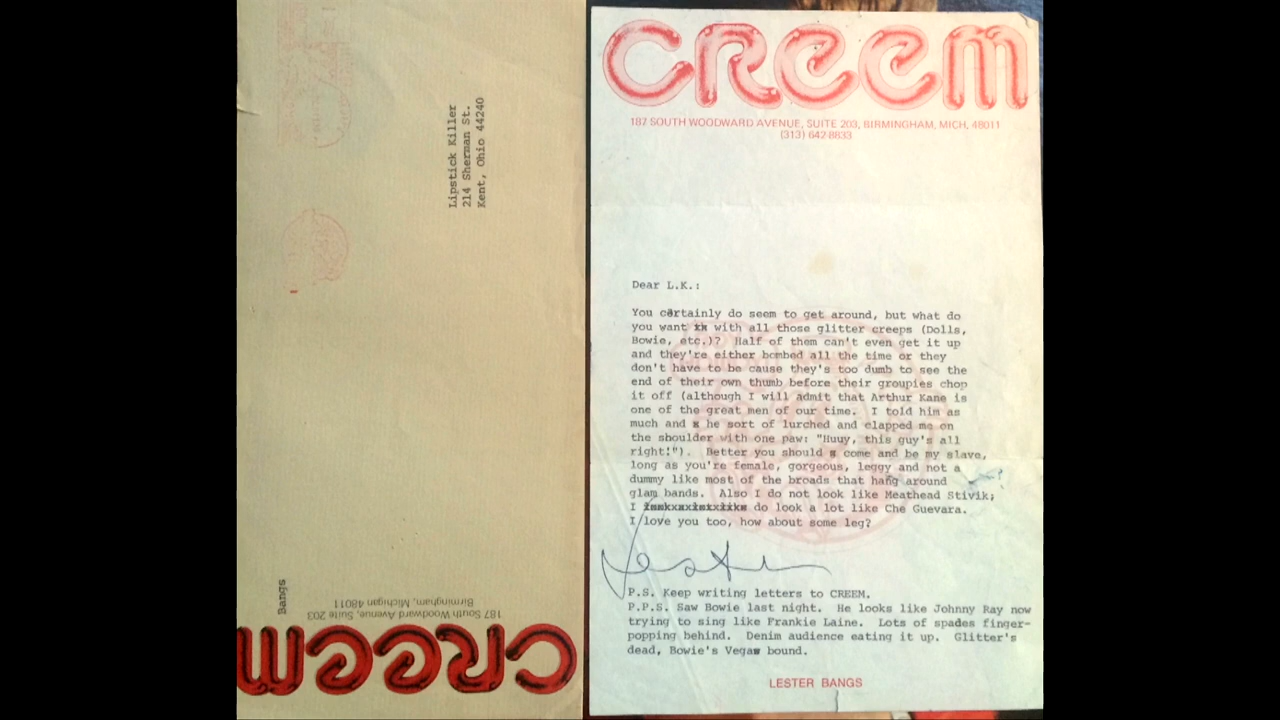 Lipstick Killer
214 Sherman St.
Kent, Ohio 44240
Bangs
CREEM
187 South Woodward Avenue, Suite, 203
Birmingham, Michigan 48011
CREEM
187 SOUTH WOODWARD AVENUE, SUITE 203, BIRMINGHAM, MICH, 48011
(313) 642 8833
Dear L.K.:
You certainly do seem to get around, but what do
you want xx with all those glitter creeps (Dolls,
Bowie, etc.)?  Half of them can't even get it up
and they're either bombed all the time or they
don't have to be cause they's too dumb to see the
end of their own thumb before their groupies chop
it off (although I will admit that Arthur Kane is
one of the great men of our time.  I told him as
much and x he sort of lurched and clapped me on
the shoulder with one paw: "Huuy, this guy's all
right!").  Better you should x come and be my slave,
long as you're female, gorgeous, leggy and not a
dummy like most of the broads that hang around
glam bands.  Also I do not look like Meathead Stivik;
I do look a lot like Che Guevara.
I love you too, how about some leg?
Lester
P.S. Keep writing letters to CREEM.
P.P.S. Saw Bowie last night.  He looks like Johnny Ray now
trying to sing like Frankie Laine.  Lots of spades finger-
popping behind.  Denim audience eating it up.  Glitter's
dead, Bowie's Vegas bound.
LESTER BANGS